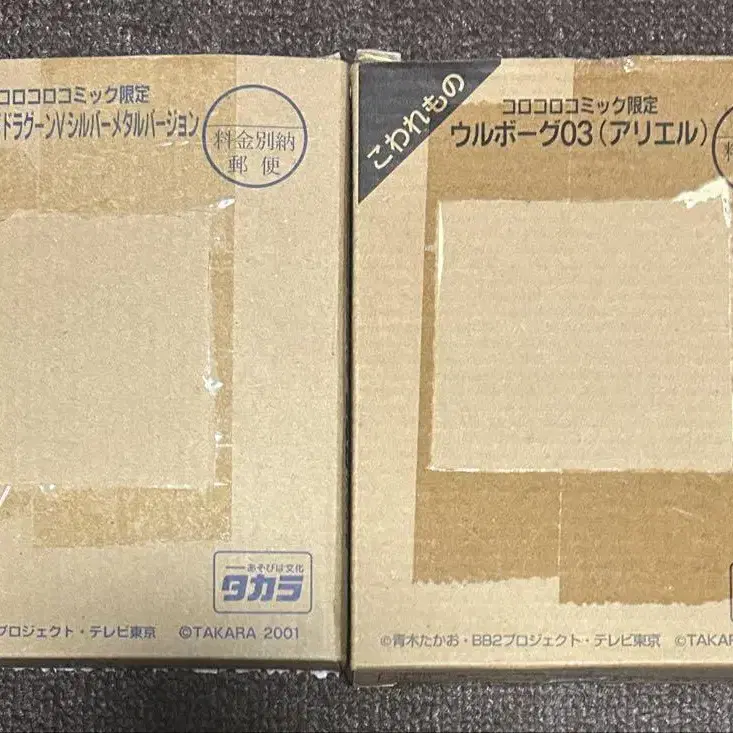 コロコロコミック限定
ドラグーンVシルバーメタルバージョン
料金別納
郵便
あそびは文化
タカラ
プロジェクト・テレビ東京 ©TAKARA 2001
こわれもの
コロコロコミック限定
ウルボーグ03(アリエル)
©青木たかお・BB2プロジェクト・テレビ東京 ©TAKAR